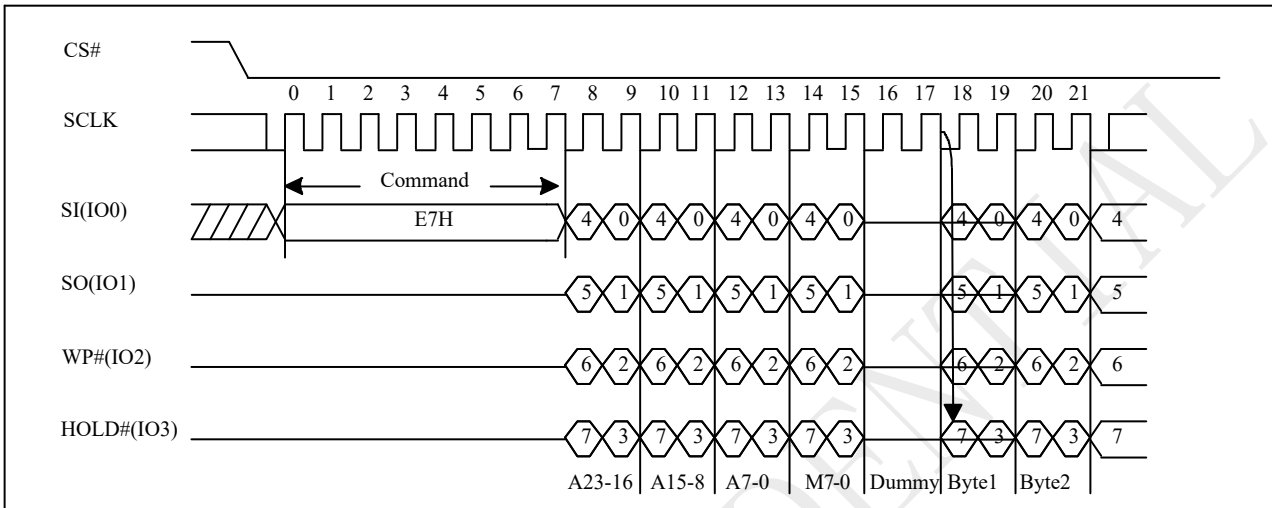 CS#
0 1 2 3 4 5 6 7 8 9 10 11 12 13 14 15 16 17 18 19 20 21
SCLK
Command
SI(IO0) E7H 4 0 4 0 4 0 4 0 4 0 4 0 4
SO(IO1) 5 1 5 1 5 1 5 1 5 1 5 1 5
WP#(IO2) 6 2 6 2 6 2 6 2 6 2 6 2 6
HOLD#(IO3) 7 3 7 3 7 3 7 3 7 3 7 3 7
A23-16 A15-8 A7-0 M7-0 Dummy Byte1 Byte2